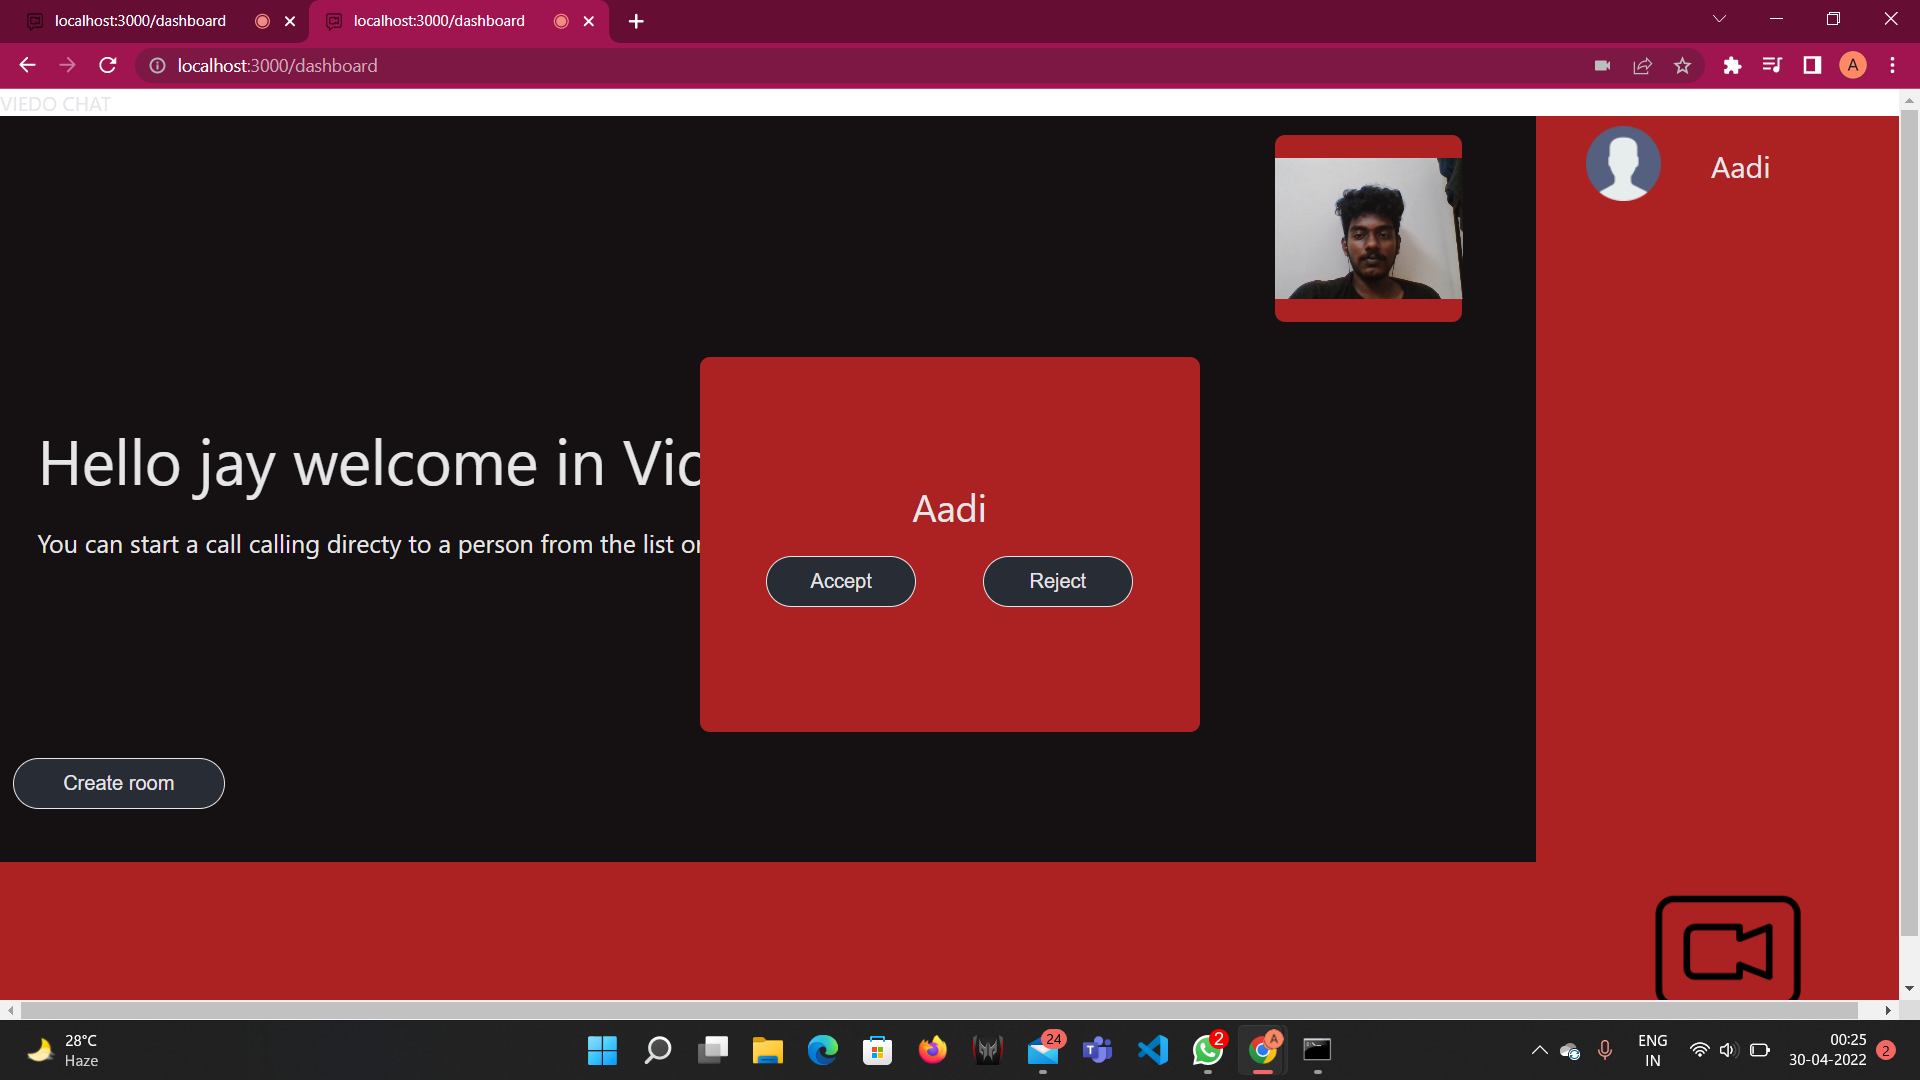 localhost:3000/dashboard
localhost:3000/dashboard
localhost:3000/dashboard
A
VIEDO CHAT
Aadi
Hello jay welcome in
Aadi
You can start a call calling directy to a person from the list
Accept
Reject
Create room
28°C
Haze
24
2
A
ENG
IN
00:25
30-04-2022
2